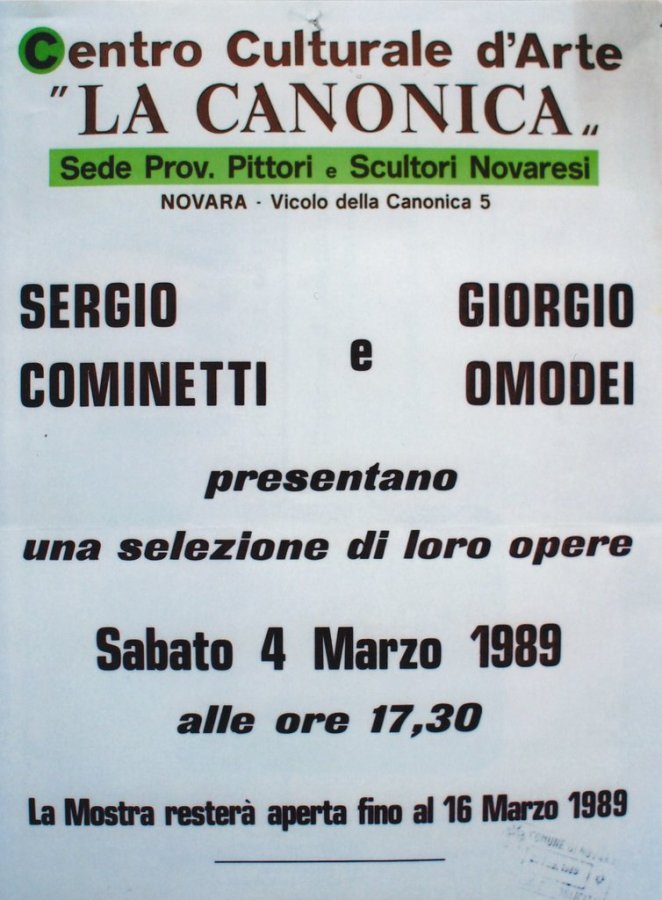 Centro Culturale d'Arte
"LA CANONICA"
Sede Prov. Pittori e Scultori Novaresi
NOVARA - Vicolo della Canonica 5
SERGIO COMINETTI
e
GIORGIO OMODEI
presentano
una selezione di loro opere
Sabato 4 Marzo 1989
alle ore 17,30
La Mostra resterà aperta fino al 16 Marzo 1989
COMUNE DI